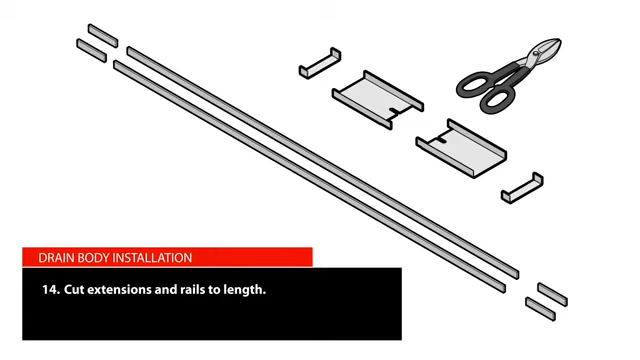 DRAIN BODY INSTALLATION
14. Cut extensions and rails to length.